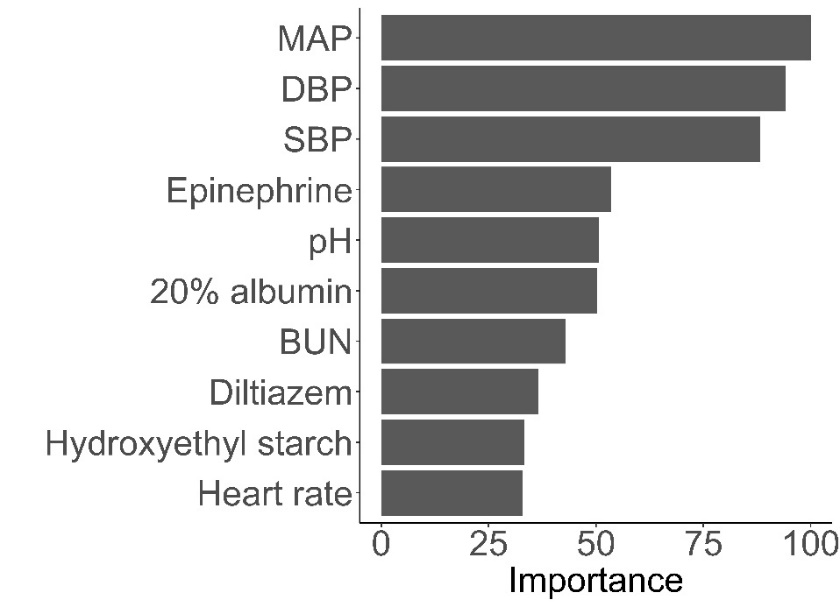 MAP
DBP
SBP
Epinephrine
pH
20% albumin
BUN
Diltiazem
Hydroxyethyl starch
Heart rate
0 25 50 75 100
Importance